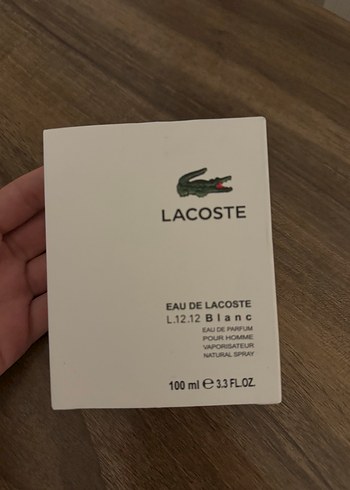 LACOSTE
EAU DE LACOSTE
L.12.12 Blanc
EAU DE PARFUM
POUR HOMME
VAPORISATEUR
NATURAL SPRAY
100 ml ℮ 3.3 FL.OZ.